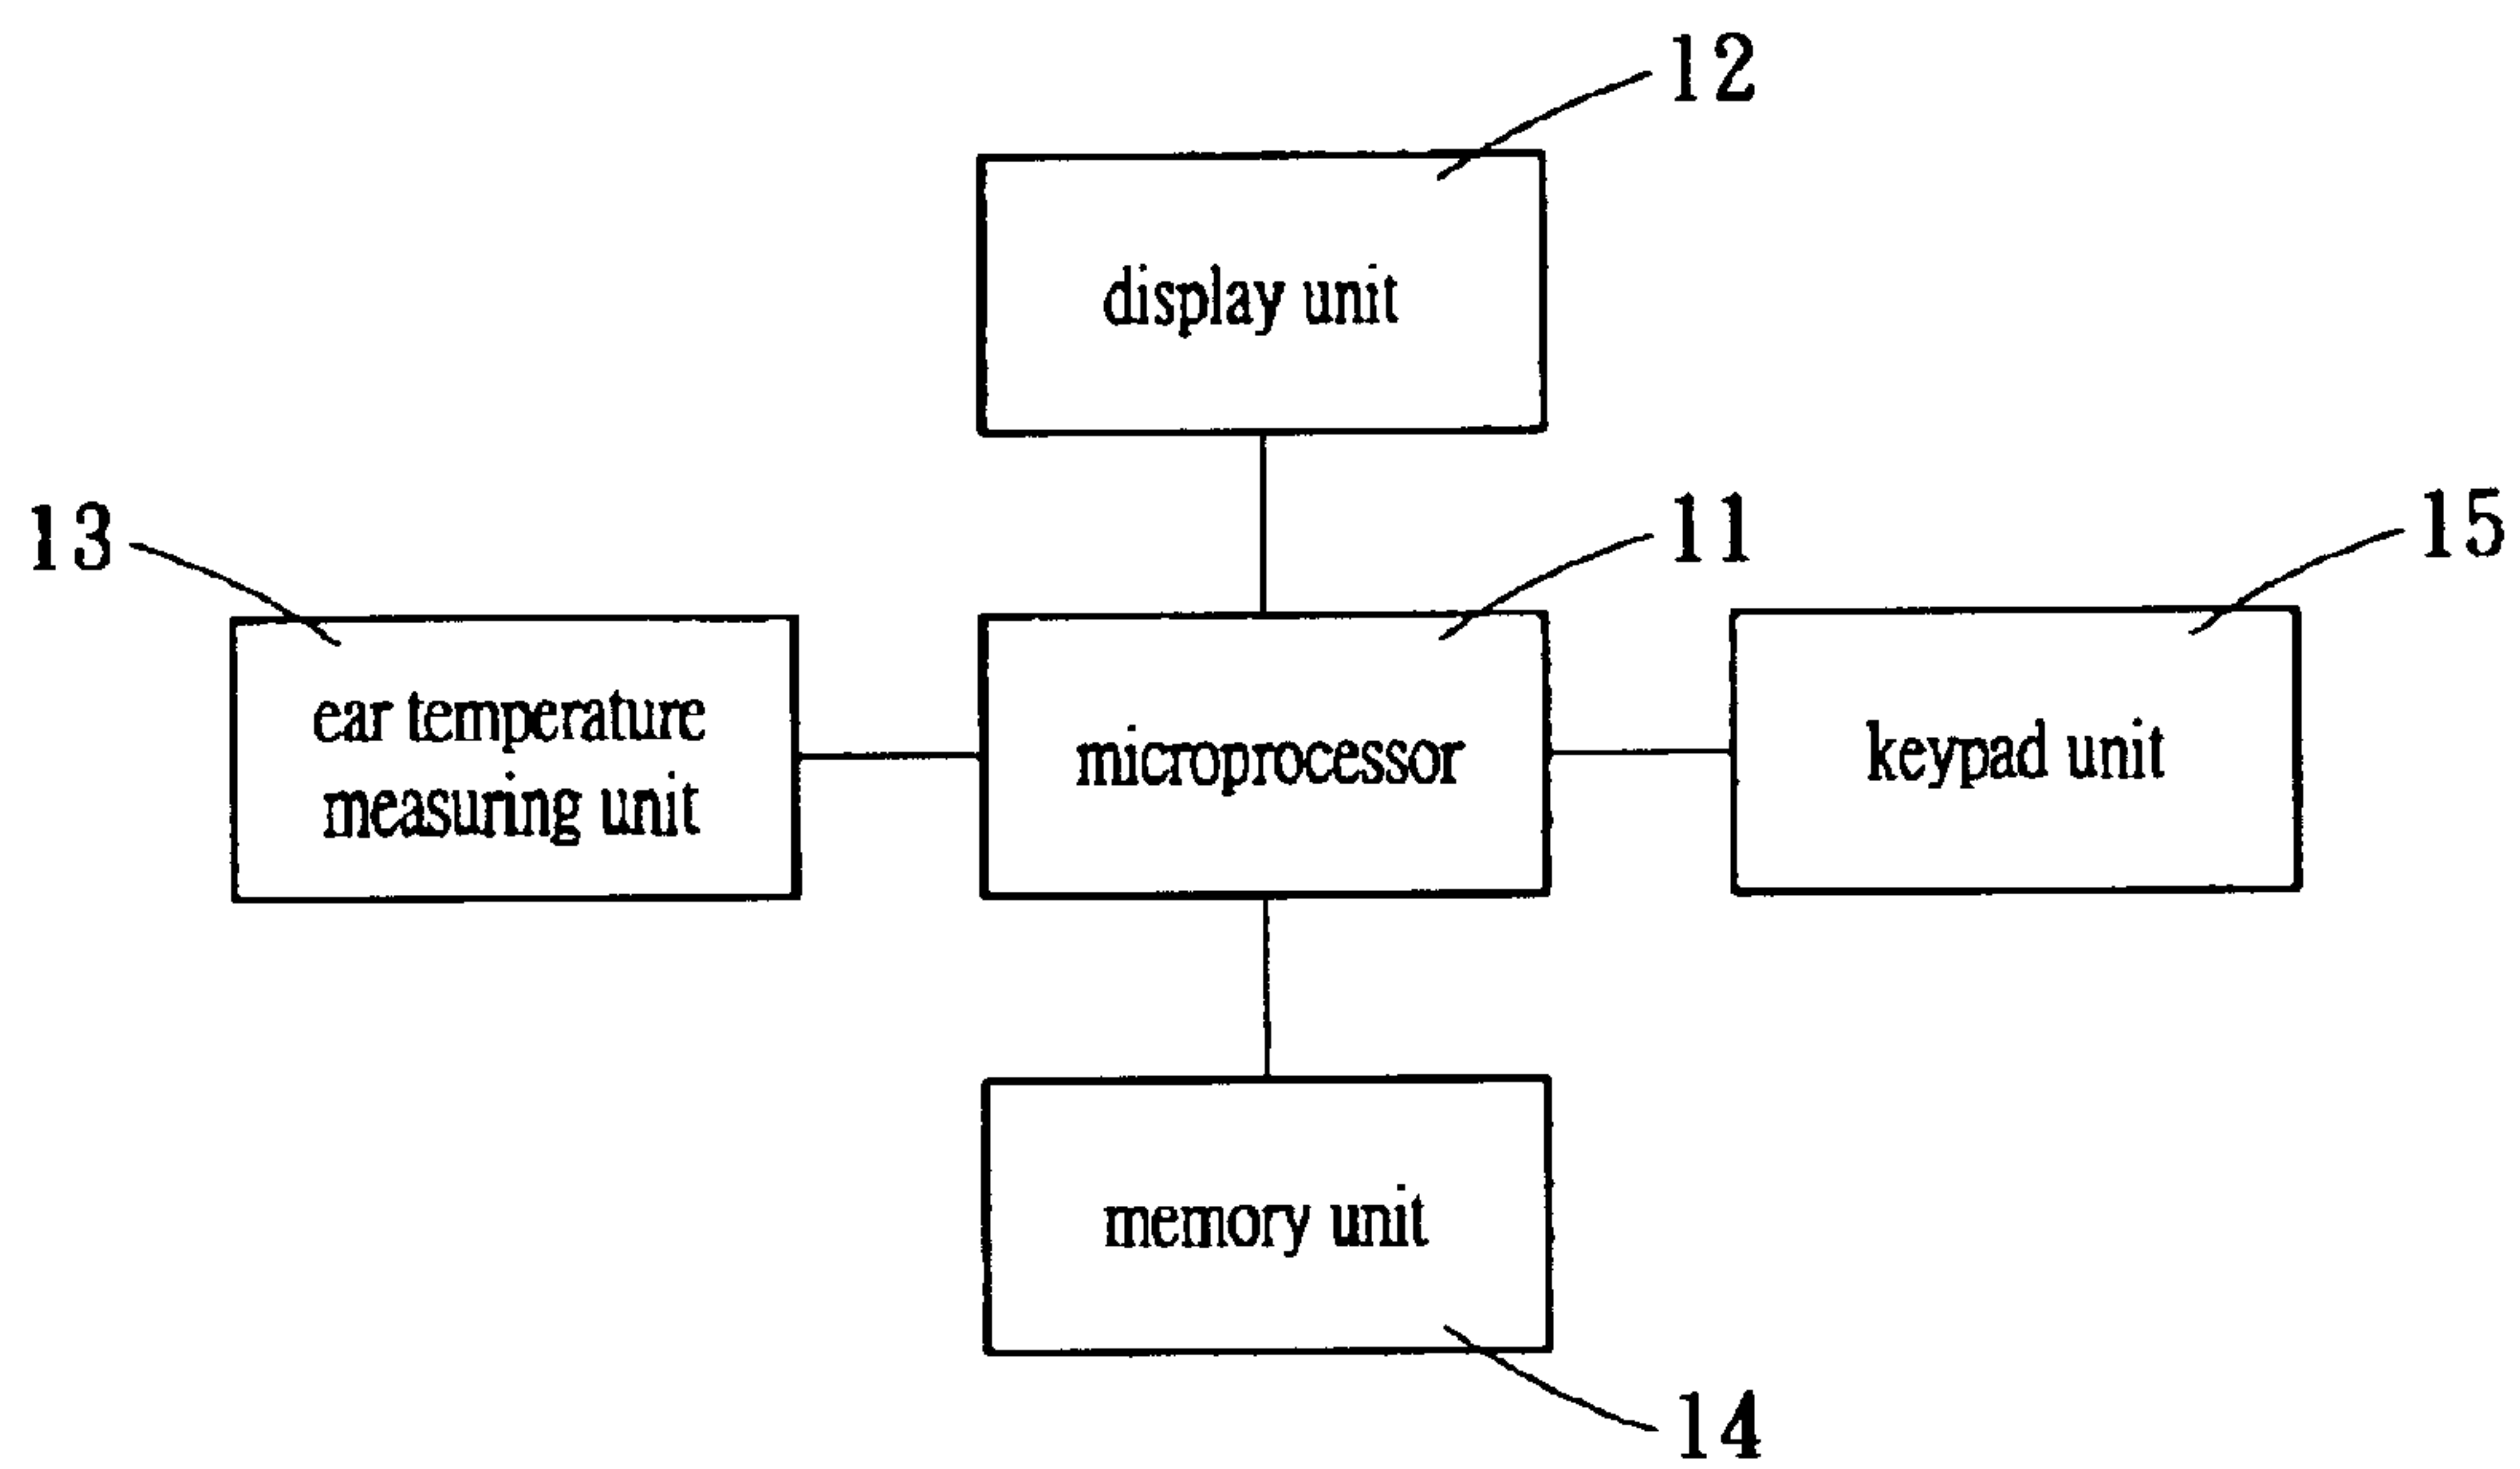 12
display unit
13
11
15
ear temperature
measuring unit
microprocessor
keypad unit
memory unit
14